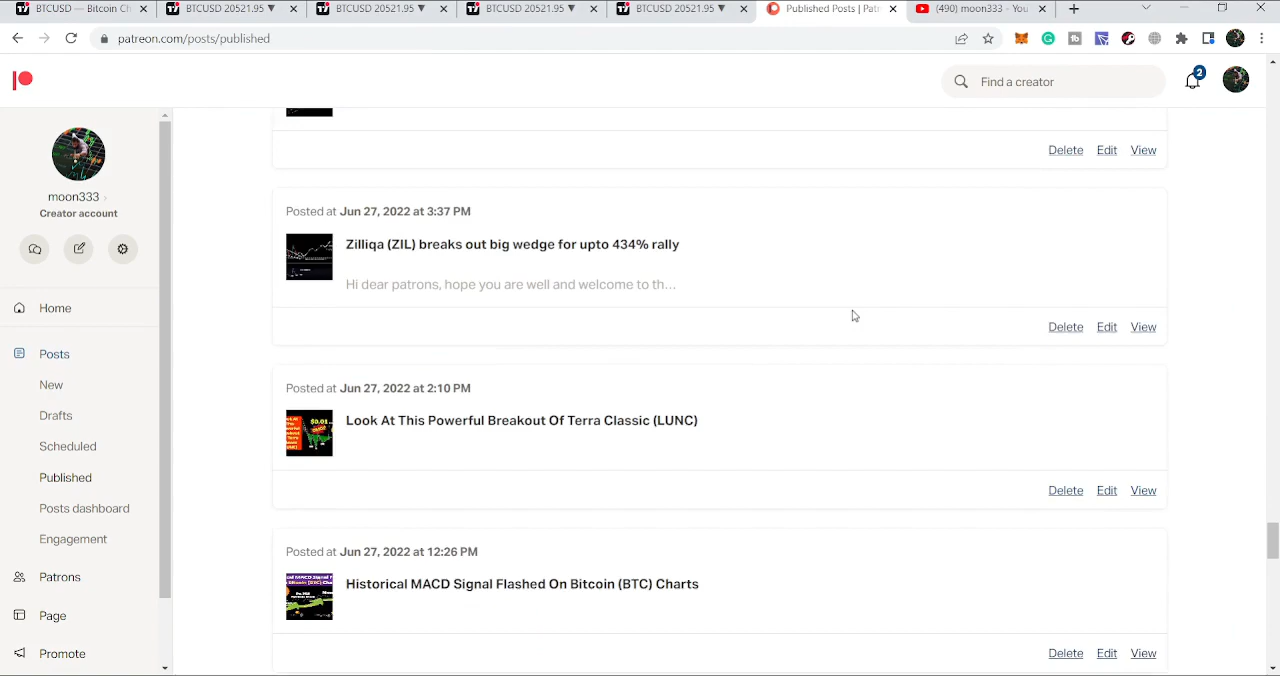 BTCUSD — Bitcoin Ch
BTCUSD 20521.95 ▼
BTCUSD 20521.95 ▼
BTCUSD 20521.95 ▼
BTCUSD 20521.95 ▼
Published Posts | Patr
(490) moon333 - You
patreon.com/posts/published
Find a creator
2
moon333
Creator account
Home
Posts
New
Drafts
Scheduled
Published
Posts dashboard
Engagement
Patrons
Page
Promote
Delete Edit View
Posted at Jun 27, 2022 at 3:37 PM
Zilliqa (ZIL) breaks out big wedge for upto 434% rally
Hi dear patrons, hope you are well and welcome to th...
Delete Edit View
Posted at Jun 27, 2022 at 2:10 PM
Look At This Powerful Breakout Of Terra Classic (LUNC)
Delete Edit View
Posted at Jun 27, 2022 at 12:26 PM
Historical MACD Signal Flashed On Bitcoin (BTC) Charts
Delete Edit View